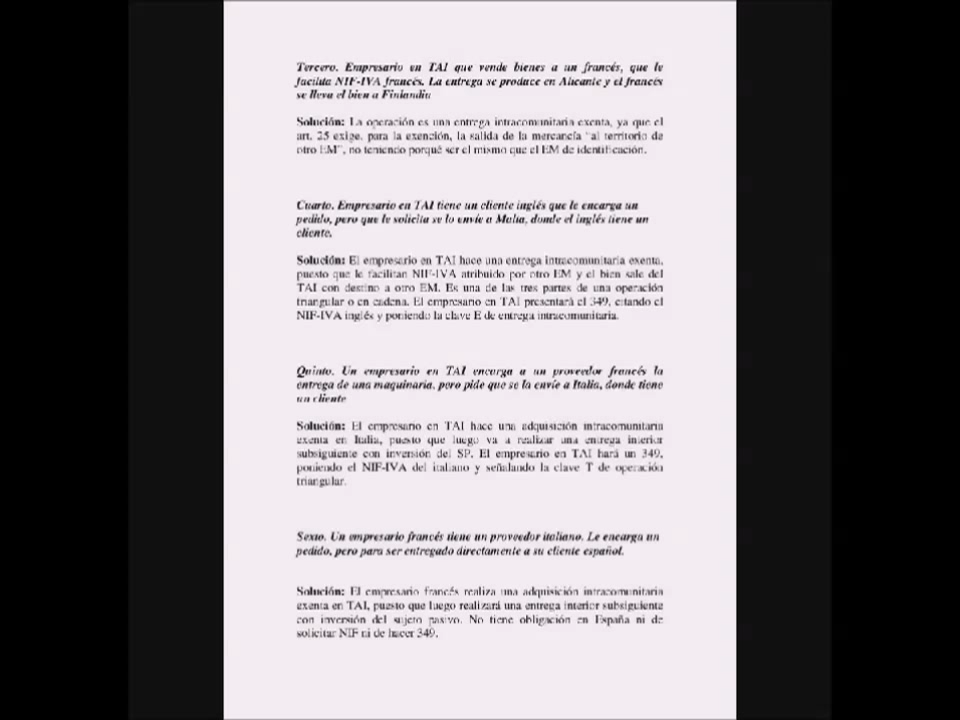 Tercero. Empresario en TAI que vende bienes a un francés, que le
facilita NIF-IVA francés. La entrega se produce en Alicante y el francés
se lleva el bien a Finlandia
Solución: La operación es una entrega intracomunitaria exenta, ya que el
art. 25 exige, para la exención, la salida de la mercancía "al territorio de
otro EM", no teniendo porqué ser el mismo que el EM de identificación.
Cuarto. Empresario en TAI tiene un cliente inglés que le encarga un
pedido, pero que le solicita se lo envíe a Malta, donde el inglés tiene un
cliente.
Solución: El empresario en TAI hace una entrega intracomunitaria exenta,
puesto que le facilitan NIF-IVA atribuido por otro EM y el bien sale del
TAI con destino a otro EM. Es una de las tres partes de una operación
triangular o en cadena. El empresario en TAI presentará el 349, citando el
NIF-IVA inglés y poniendo la clave E de entrega intracomunitaria.
Quinto. Un empresario en TAI encarga a un proveedor francés la
entrega de una maquinaria, pero pide que se la envíe a Italia, donde tiene
un cliente
Solución: El empresario en TAI hace una adquisición intracomunitaria
exenta en Italia, puesto que luego va a realizar una entrega interior
subsiguiente con inversión del SP. El empresario en TAI hará un 349,
poniendo el NIF-IVA del italiano y señalando la clave T de operación
triangular.
Sexto. Un empresario francés tiene un proveedor italiano. Le encarga un
pedido, pero para ser entregado directamente a su cliente español.
Solución: El empresario francés realiza una adquisición intracomunitaria
exenta en TAI, puesto que luego realizará una entrega interior subsiguiente
con inversión del sujeto pasivo. No tiene obligación en España ni de
solicitar NIF ni de hacer 349.